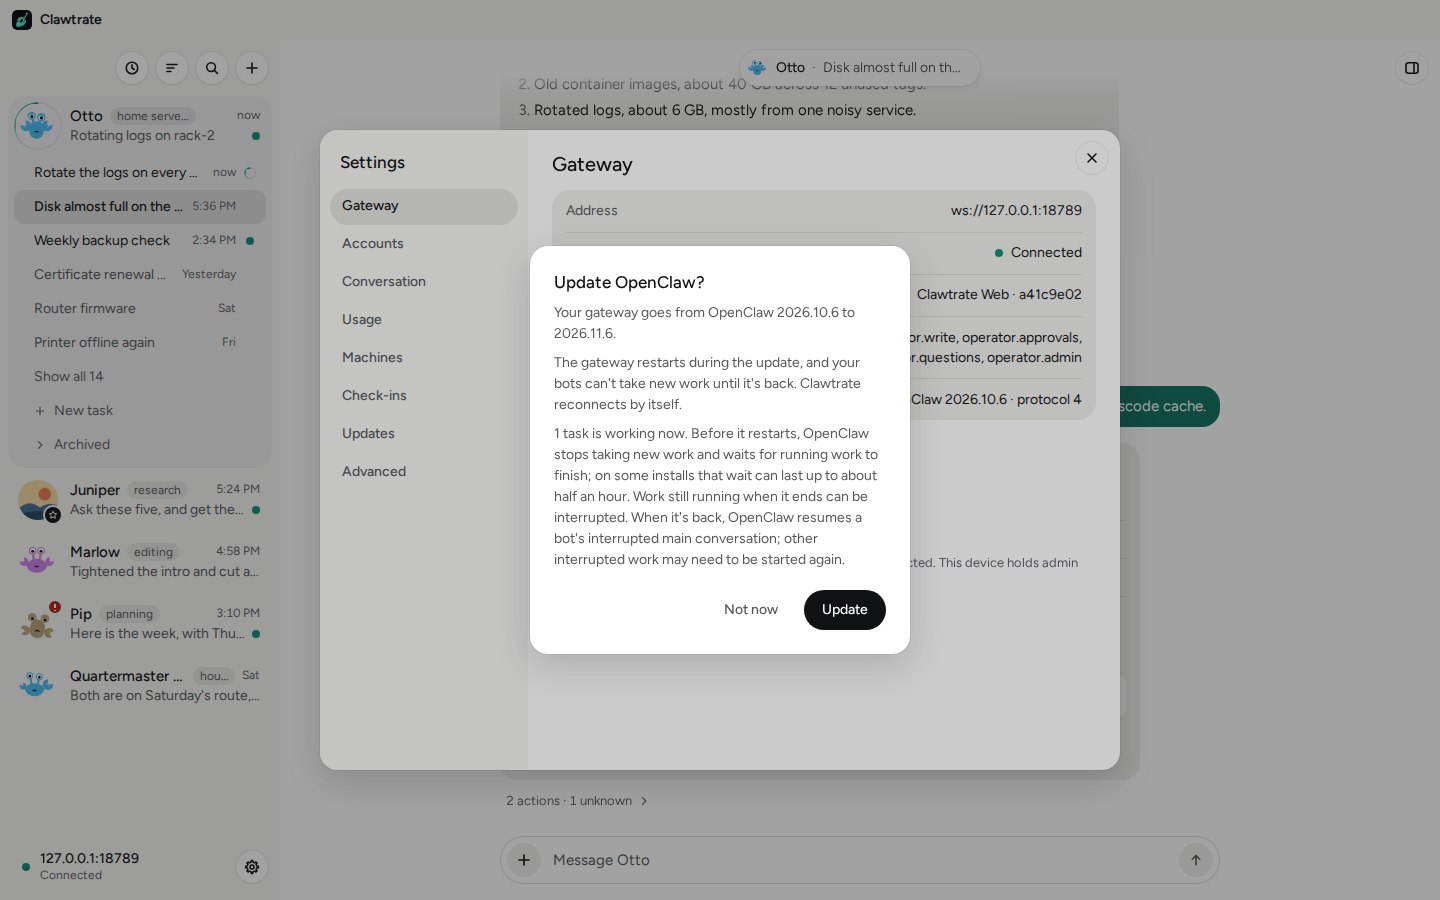 Clawtrate
Otto
home serve...
now
Rotating logs on rack-2
Rotate the logs on every ...
now
Disk almost full on the ...
5:36 PM
Weekly backup check
2:34 PM
Certificate renewal ...
Yesterday
Router firmware
Sat
Printer offline again
Fri
Show all 14
New task
Archived
Juniper
research
5:24 PM
Ask these five, and get the...
Marlow
editing
4:58 PM
Tightened the intro and cut a...
Pip
planning
3:10 PM
Here is the week, with Thu...
Quartermaster ...
hou...
Sat
Both are on Saturday's route,...
127.0.0.1:18789
Connected
Otto · Disk almost full on th...
2. Old container images, about 40 GB across 12 unused tags.
3. Rotated logs, about 6 GB, mostly from one noisy service.
Settings
Gateway
Accounts
Conversation
Usage
Machines
Check-ins
Updates
Advanced
Gateway
Address
ws://127.0.0.1:18789
Connected
Clawtrate Web · a41c9e02
or.write, operator.approvals,
r.questions, operator.admin
Claw 2026.10.6 · protocol 4
cted. This device holds admin
Update OpenClaw?
Your gateway goes from OpenClaw 2026.10.6 to
2026.11.6.
The gateway restarts during the update, and your
bots can't take new work until it's back. Clawtrate
reconnects by itself.
1 task is working now. Before it restarts, OpenClaw
stops taking new work and waits for running work to
finish; on some installs that wait can last up to about
half an hour. Work still running when it ends can be
interrupted. When it's back, OpenClaw resumes a
bot's interrupted main conversation; other
interrupted work may need to be started again.
Not now
Update
scode cache.
2 actions · 1 unknown
Message Otto